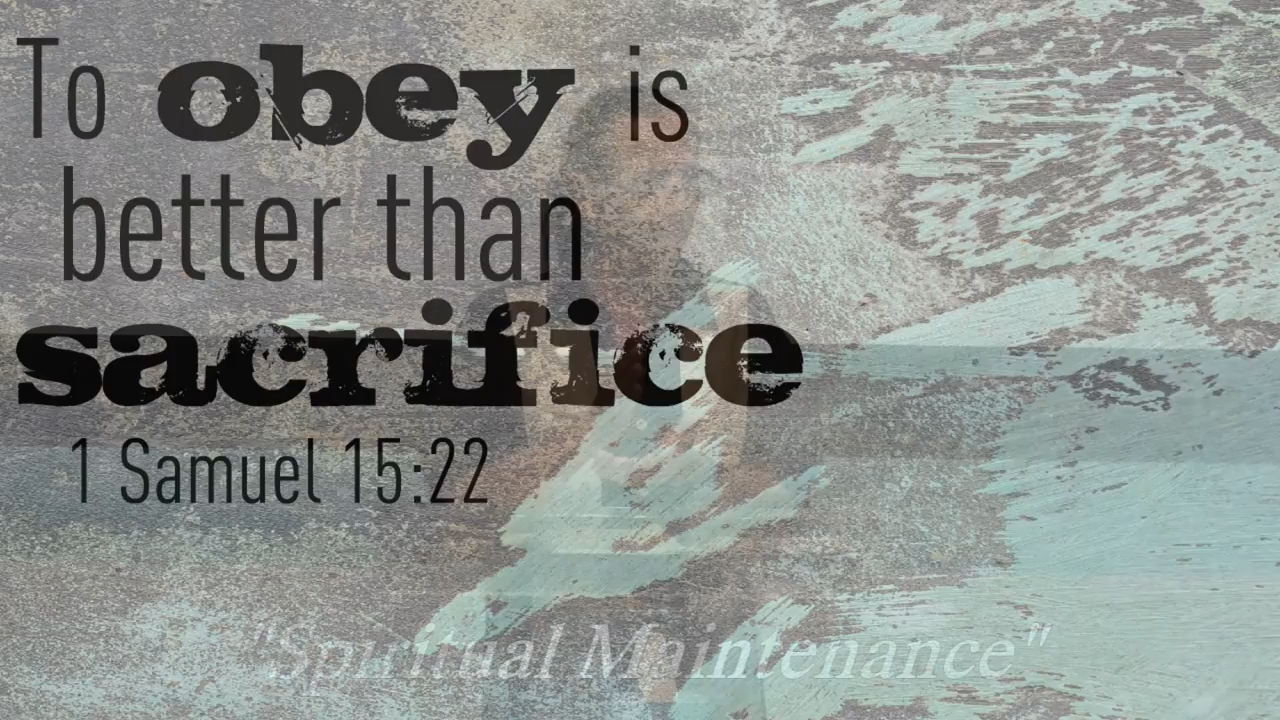 To obey is
better than
sacrifice
1 Samuel 15:22
"Spiritual Maintenance"